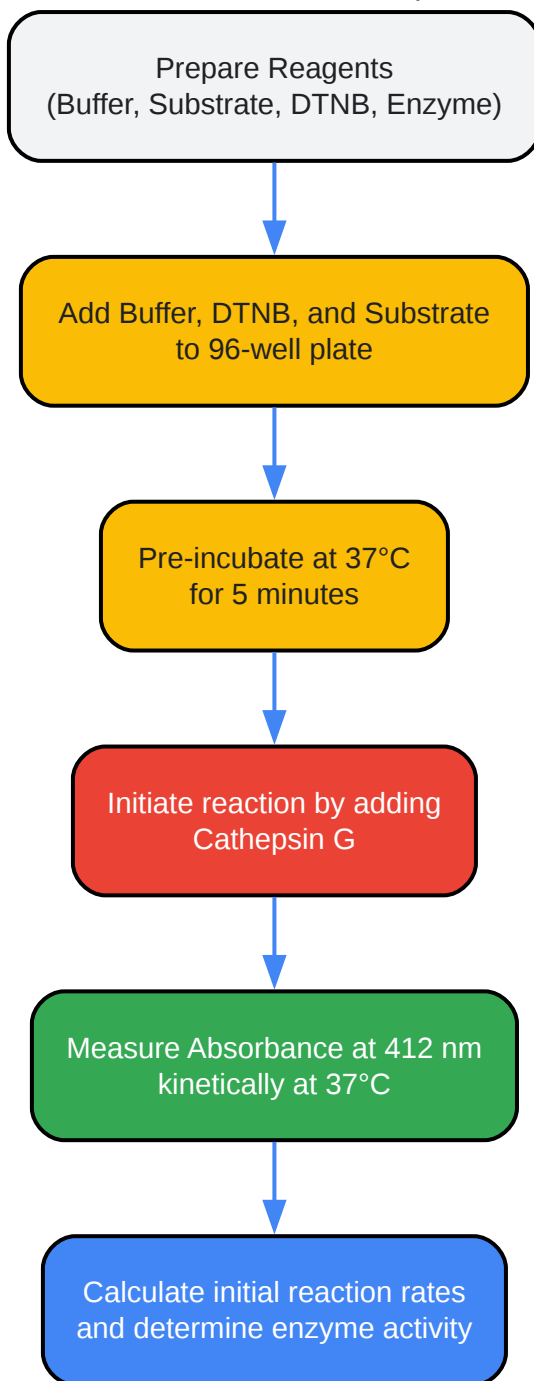 Prepare Reagents
(Buffer, Substrate, DTNB, Enzyme)
Add Buffer, DTNB, and Substrate
to 96-well plate
Pre-incubate at 37°C
for 5 minutes
Initiate reaction by adding
Cathepsin G
Measure Absorbance at 412 nm
kinetically at 37°C
Calculate initial reaction rates
and determine enzyme activity